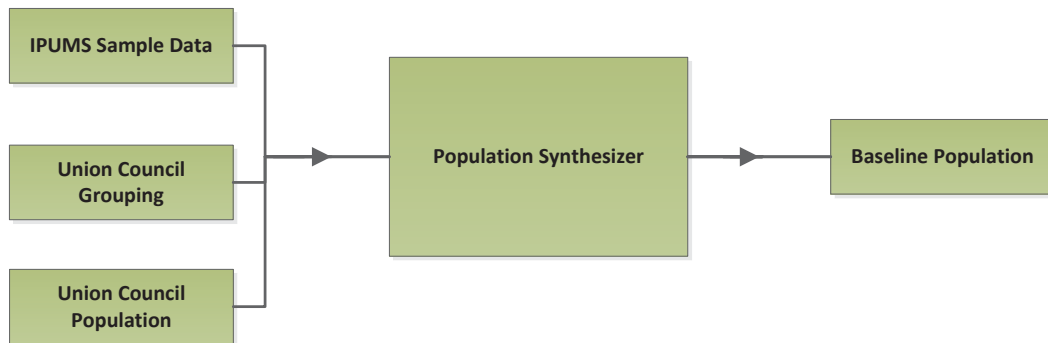 IPUMS Sample Data
Union Council
Grouping
Union Council
Population
Population Synthesizer
Baseline Population